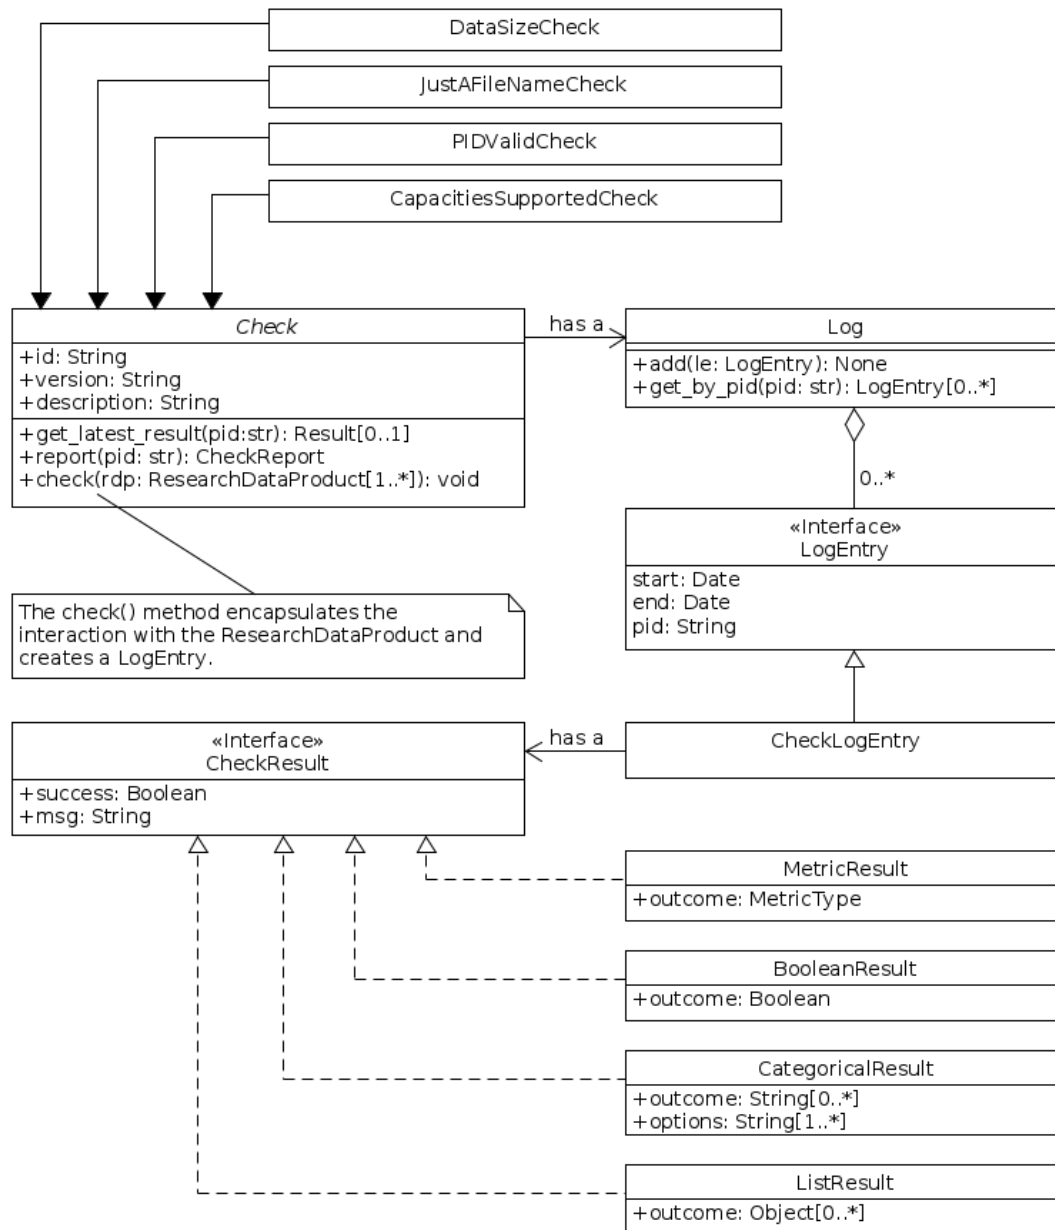 DataSizeCheck
JustAFileNameCheck
PIDValidCheck
CapacitiesSupportedCheck
Check
+id: String
+version: String
+description: String
+get_latest_result(pid:str): Result[0..1]
+report(pid: str): CheckReport
+check(rdp: ResearchDataProduct[1..*]): void
has a
Log
+add(le: LogEntry): None
+get_by_pid(pid: str): LogEntry[0..*]
0..*
«Interface»
LogEntry
start: Date
end: Date
pid: String
The check() method encapsulates the
interaction with the ResearchDataProduct and
creates a LogEntry.
«Interface»
CheckResult
+success: Boolean
+msg: String
has a
CheckLogEntry
MetricResult
+outcome: MetricType
BooleanResult
+outcome: Boolean
CategoricalResult
+outcome: String[0..*]
+options: String[1..*]
ListResult
+outcome: Object[0..*]